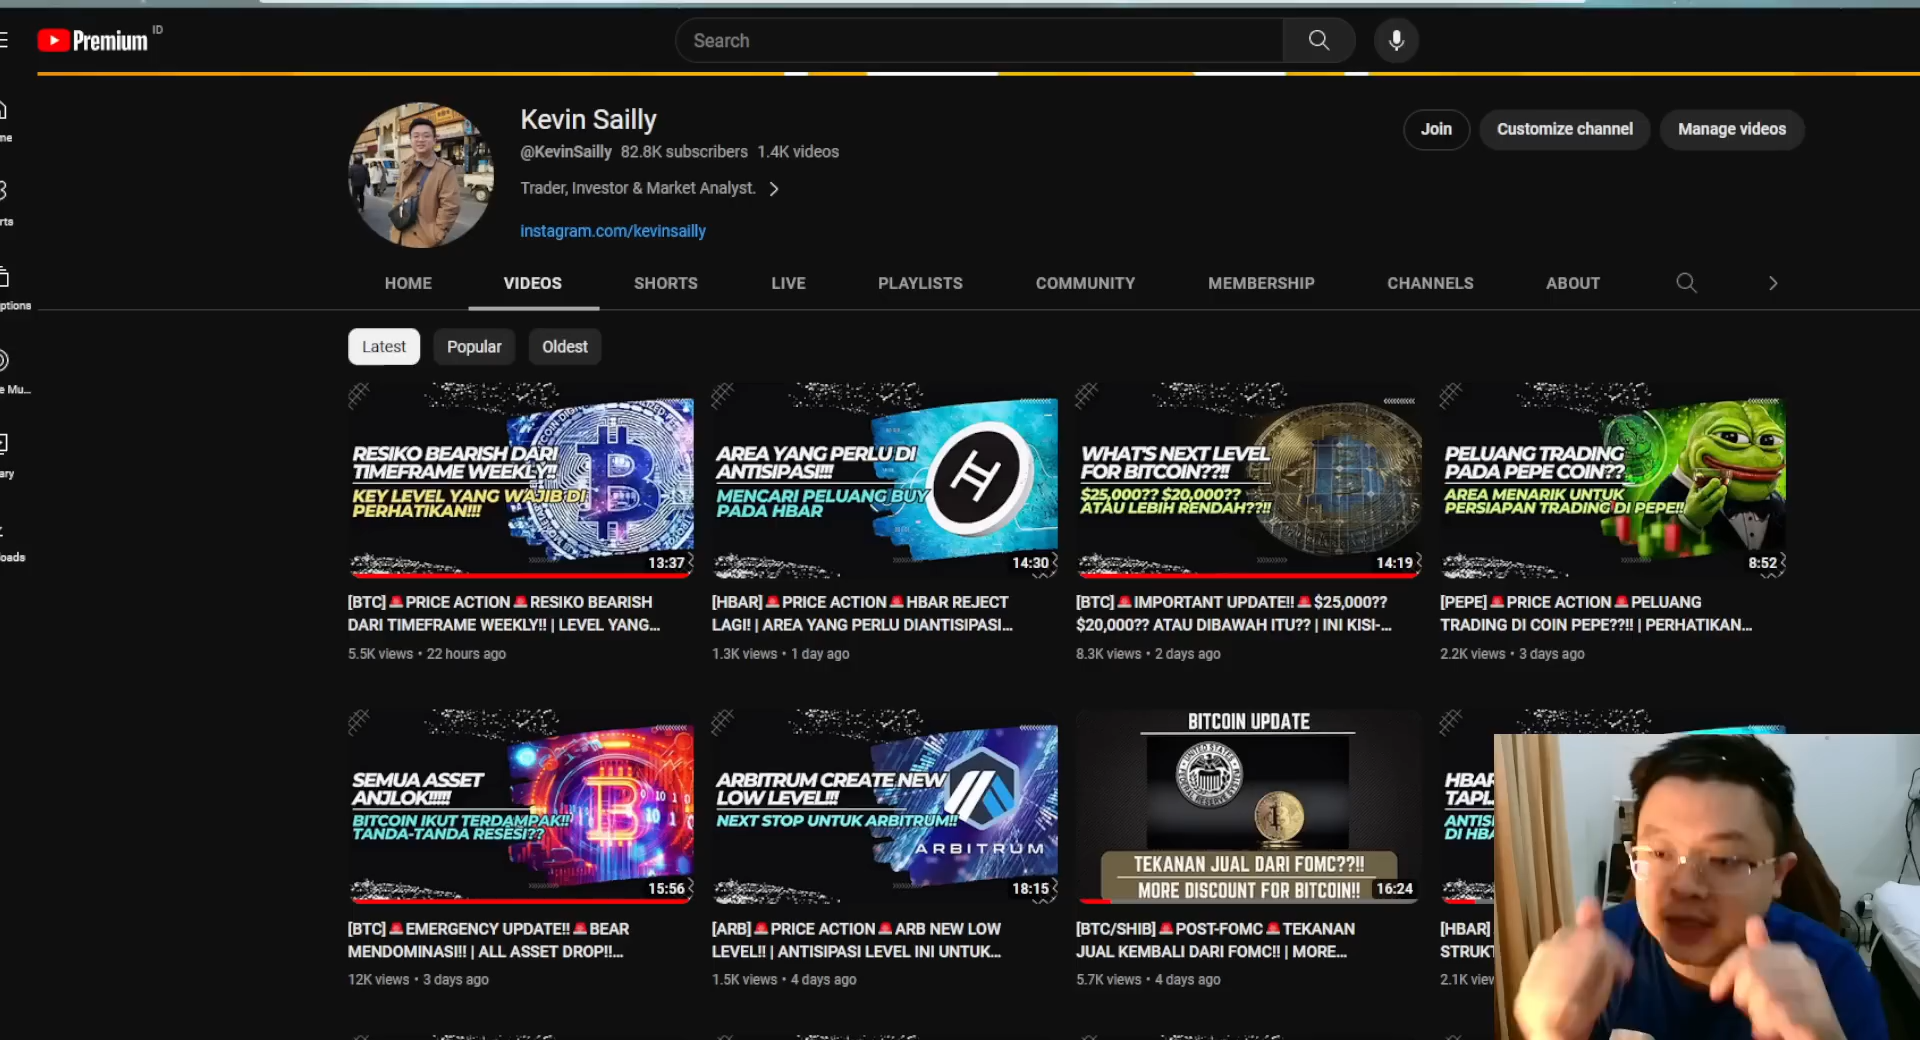 Premium ID
Search
Kevin Sailly
@KevinSailly 82.8K subscribers 1.4K videos
Trader, Investor & Market Analyst.
instagram.com/kevinsailly
Join
Customize channel
Manage videos
HOME
VIDEOS
SHORTS
LIVE
PLAYLISTS
COMMUNITY
MEMBERSHIP
CHANNELS
ABOUT
Latest
Popular
Oldest
RESIKO BEARISH DARI
TIMEFRAME WEEKLY!!
KEY LEVEL YANG WAJIB DI
PERHATIKAN!!!
13:37
[BTC]🚨PRICE ACTION🚨RESIKO BEARISH
DARI TIMEFRAME WEEKLY!! | LEVEL YANG...
5.5K views • 22 hours ago
AREA YANG PERLU DI
ANTISIPASI!!!
MENCARI PELUANG BUY
PADA HBAR
14:30
[HBAR]🚨PRICE ACTION🚨HBAR REJECT
LAGI! | AREA YANG PERLU DIANTISIPASI...
1.3K views • 1 day ago
WHAT'S NEXT LEVEL
FOR BITCOIN??!!
$25,000?? $20,000??
ATAU LEBIH RENDAH??!!
14:19
[BTC]🚨IMPORTANT UPDATE!!🚨$25,000??
$20,000?? ATAU DIBAWAH ITU?? | INI KISI-...
8.3K views • 2 days ago
PELUANG TRADING
PADA PEPE COIN??
AREA MENARIK UNTUK
PERSIAPAN TRADING DI PEPE!!
8:52
[PEPE]🚨PRICE ACTION🚨PELUANG
TRADING DI COIN PEPE??!! | PERHATIKAN...
2.2K views • 3 days ago
SEMUA ASSET
ANJLOK!!!!!
BITCOIN IKUT TERDAMPAK!!
TANDA-TANDA RESESI??
15:56
[BTC]🚨EMERGENCY UPDATE!!🚨BEAR
MENDOMINASI!! | ALL ASSET DROP!!...
12K views • 3 days ago
ARBITRUM CREATE NEW
LOW LEVEL!!!
NEXT STOP UNTUK ARBITRUM!!
ARBITRUM
18:15
[ARB]🚨PRICE ACTION🚨ARB NEW LOW
LEVEL!! | ANTISIPASI LEVEL INI UNTUK...
1.5K views • 4 days ago
BITCOIN UPDATE
TEKANAN JUAL DARI FOMC??!!
MORE DISCOUNT FOR BITCOIN!!
16:24
[BTC/SHIB]🚨POST-FOMC🚨TEKANAN
JUAL KEMBALI DARI FOMC!! | MORE...
5.7K views • 4 days ago
HBAR
TAPI
ANTIS
DI HBA
[HBAR]
STRUKT
2.1K view